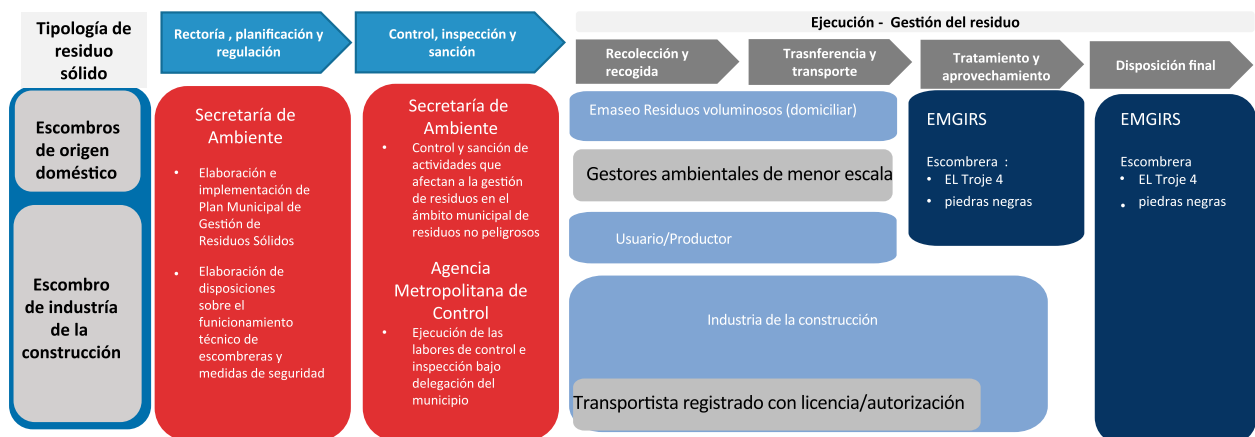 Tipología de
residuo
sólido
Rectoría , planificación y
regulación
Control, inspección y
sanción
Ejecución -  Gestión del residuo
Recolección y
recogida
Trasnferencia y
transporte
Tratamiento y
aprovechamiento
Disposición final
Escombros
de origen
doméstico
Escombro
de industría
de la
construcción
Secretaría de
Ambiente
• Elaboración e
implementación de
Plan Municipal de
Gestión de
Residuos Sólidos
• Elaboración de
disposiciones
sobre el
funicionamiento
técnico de
escombreras y
medidas de seguridad
Secretaría de
Ambiente
• Control y sanción de
actividades que
afectan a la gestión
de residuos en el
ámbito municipal de
residuos no peligrosos
Agencia
Metropolitana de
Control
• Ejecución de las
labores de control e
inspección bajo
delegación del
municipio
Emaseo Residuos voluminosos (domiciliar)
Gestores ambientales de menor escala
Usuario/Productor
Industria de la construcción
Transportista registrado con licencia/autorización
EMGIRS
Escombrera :
• EL Troje 4
• piedras negras
EMGIRS
Escombrera
• EL Troje 4
• piedras negras